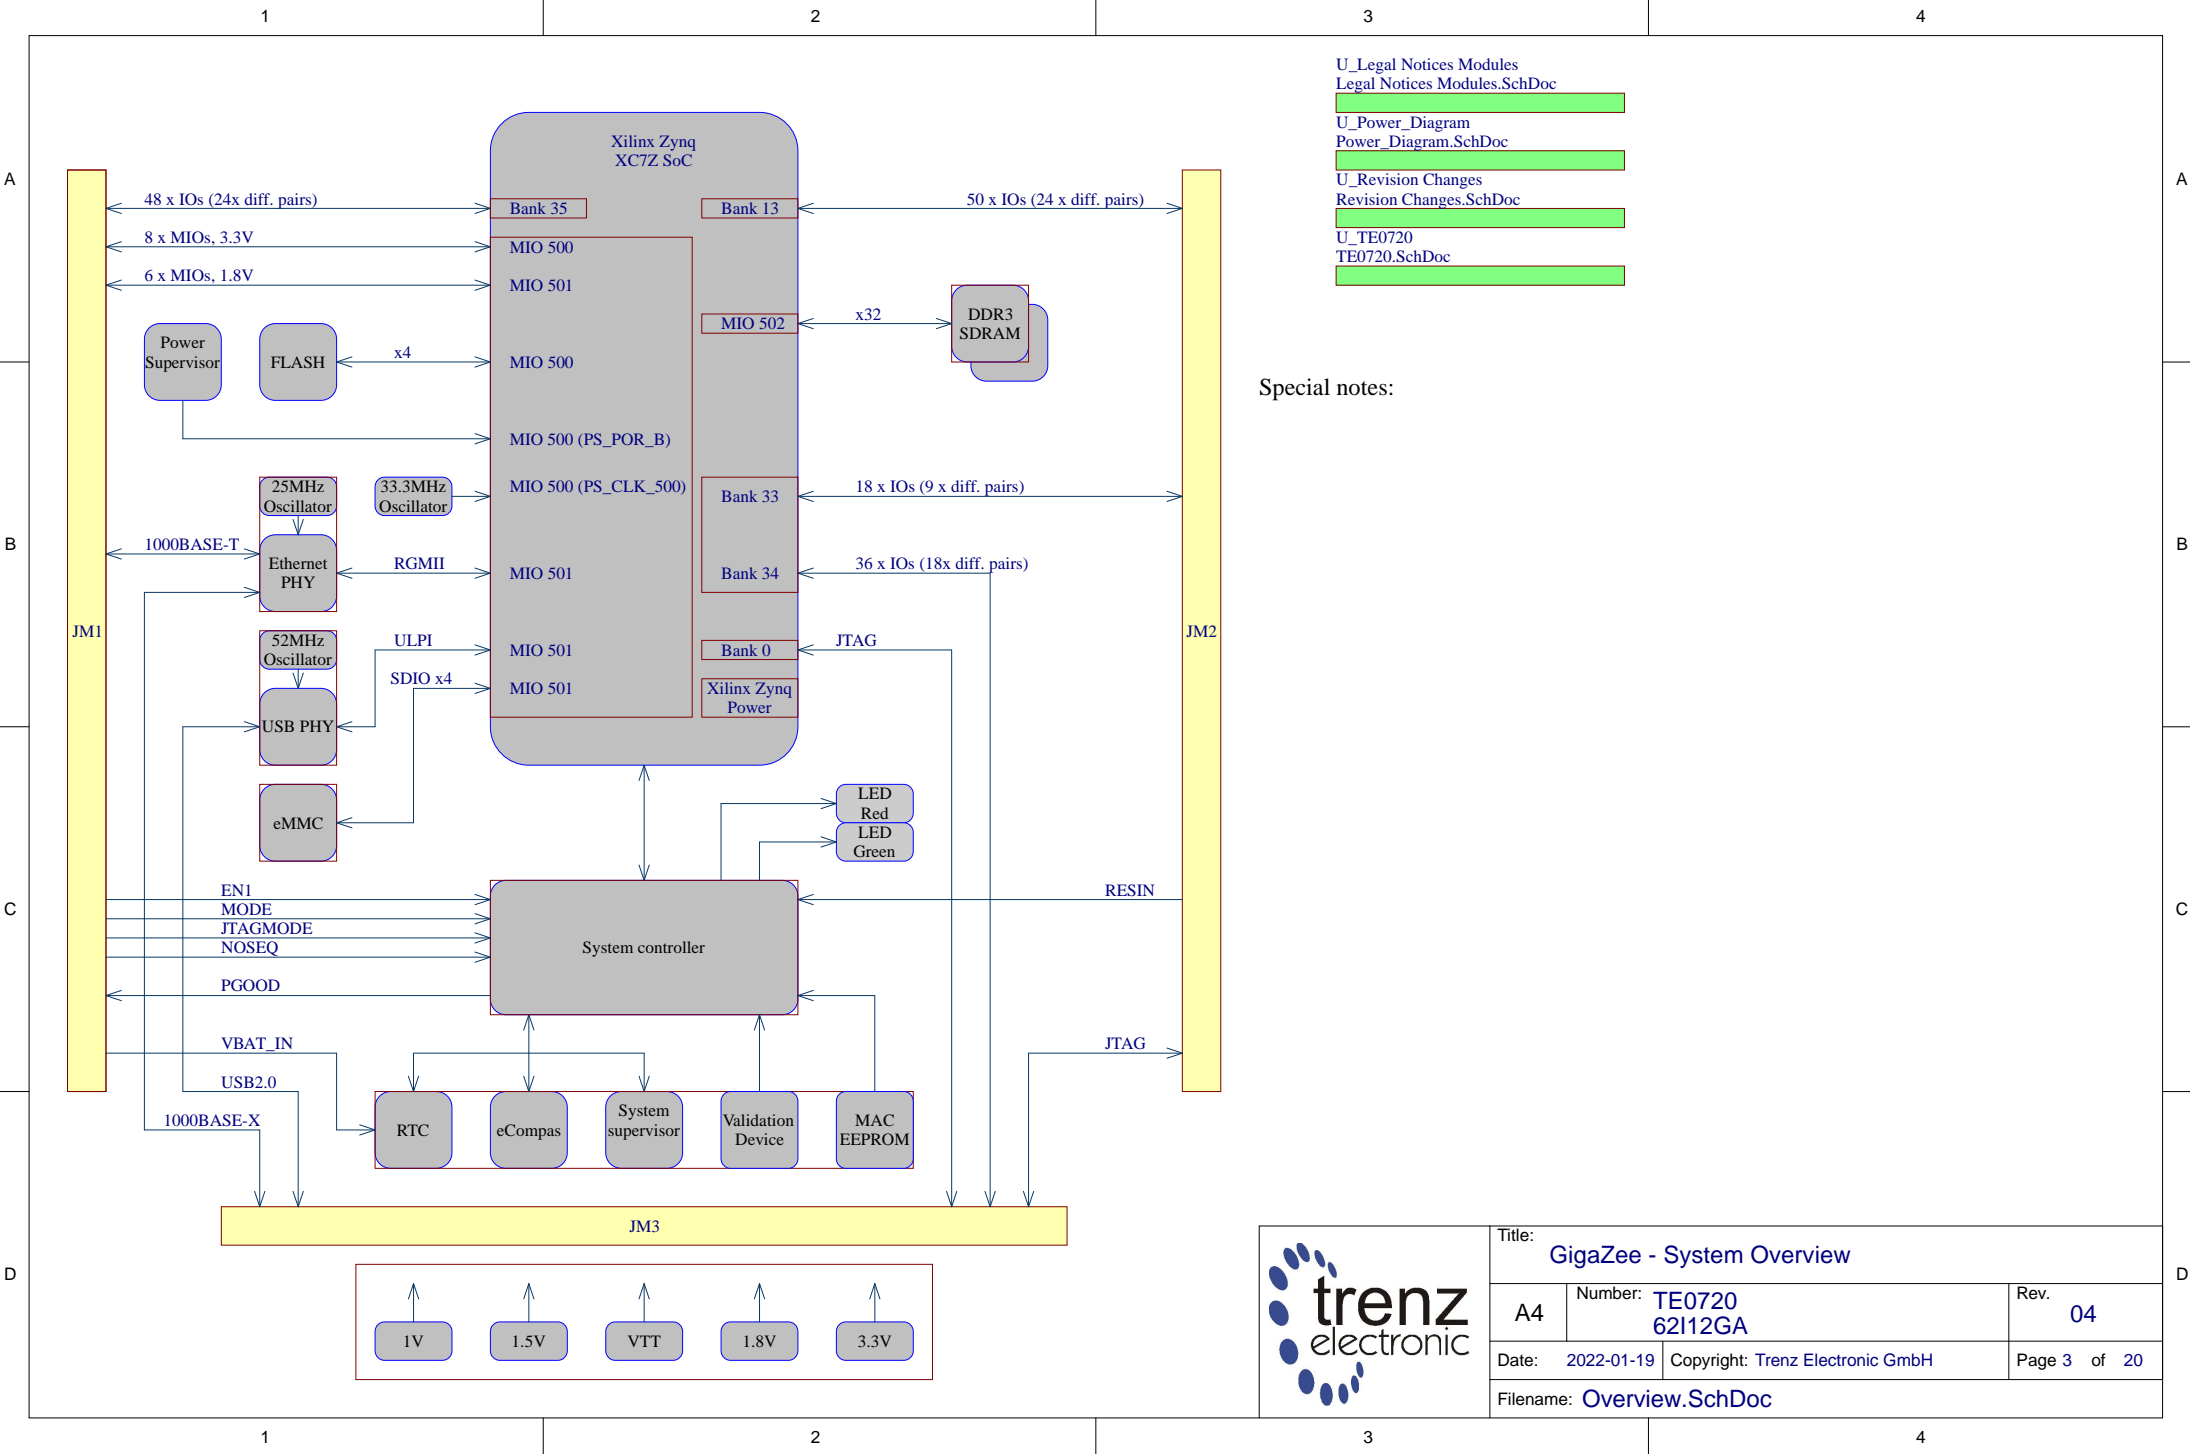 1
2
3
4
A
B
C
D
A
B
C
D
U_Legal Notices Modules
Legal Notices Modules.SchDoc
U_Power_Diagram
Power_Diagram.SchDoc
U_Revision Changes
Revision Changes.SchDoc
U_TE0720
TE0720.SchDoc
Special notes:
Xilinx Zynq
XC7Z SoC
48 x IOs (24x diff. pairs)
Bank 35
Bank 13
50 x IOs (24 x diff. pairs)
8 x MIOs, 3.3V
MIO 500
6 x MIOs, 1.8V
MIO 501
MIO 502
x32
DDR3
SDRAM
Power
Supervisor
FLASH
x4
MIO 500
MIO 500 (PS_POR_B)
25MHz
Oscillator
33.3MHz
Oscillator
MIO 500 (PS_CLK_500)
Bank 33
18 x IOs (9 x diff. pairs)
1000BASE-T
Ethernet
PHY
RGMII
MIO 501
Bank 34
36 x IOs (18x diff. pairs)
JM1
JM2
52MHz
Oscillator
ULPI
MIO 501
Bank 0
JTAG
SDIO x4
MIO 501
Xilinx Zynq
Power
USB PHY
eMMC
LED
Red
LED
Green
EN1
MODE
JTAGMODE
NOSEQ
PGOOD
System controller
RESIN
VBAT_IN
JTAG
USB2.0
1000BASE-X
RTC
eCompas
System
supervisor
Validation
Device
MAC
EEPROM
JM3
1V
1.5V
VTT
1.8V
3.3V
trenz
electronic
Title:
GigaZee - System Overview
A4
Number: TE0720
62I12GA
Rev.
04
Date: 2022-01-19
Copyright: Trenz Electronic GmbH
Page 3 of 20
Filename: Overview.SchDoc
1
2
3
4